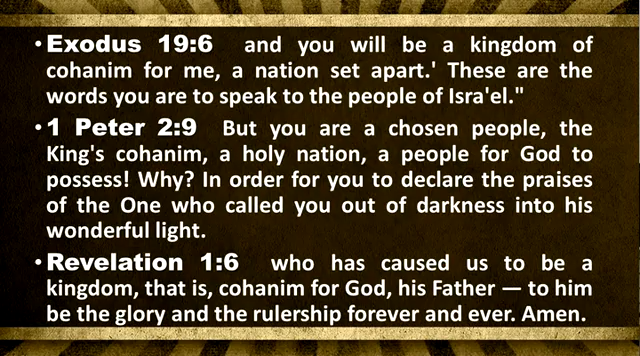 • Exodus 19:6 and you will be a kingdom of
cohanim for me, a nation set apart.' These are the
words you are to speak to the people of Isra'el."
• 1 Peter 2:9 But you are a chosen people, the
King's cohanim, a holy nation, a people for God to
possess! Why? In order for you to declare the praises
of the One who called you out of darkness into his
wonderful light.
• Revelation 1:6 who has caused us to be a
kingdom, that is, cohanim for God, his Father — to him
be the glory and the rulership forever and ever. Amen.